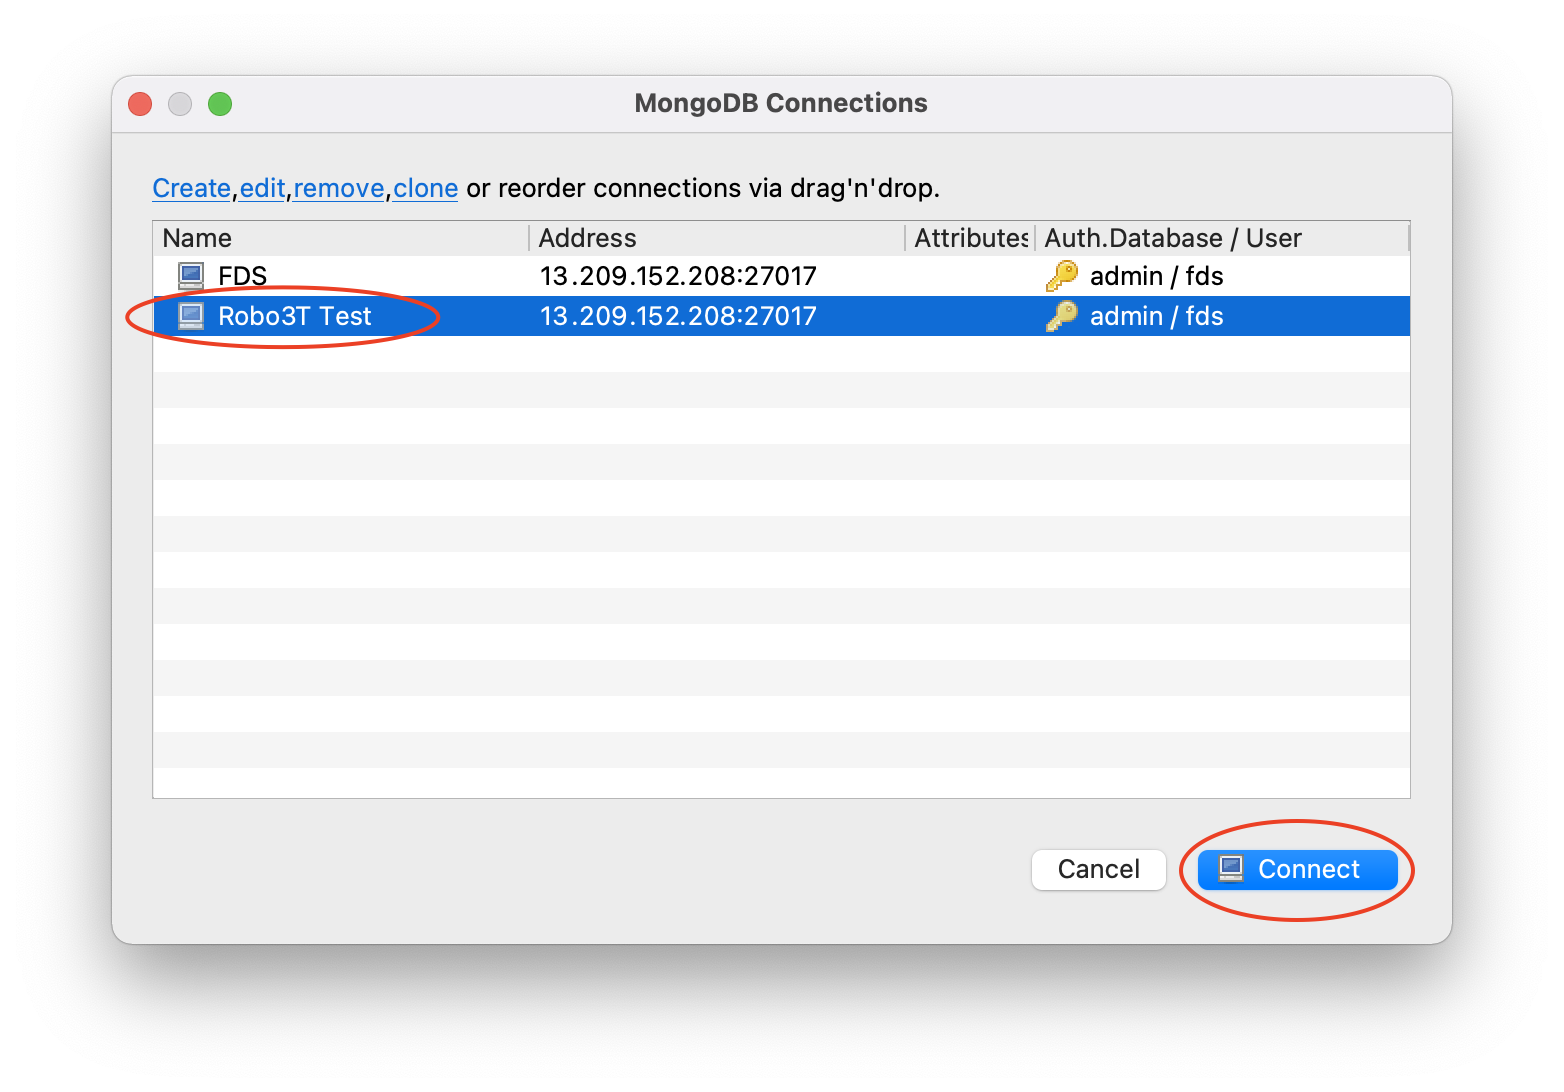 MongoDB Connections
Create,edit,remove,clone or reorder connections via drag'n'drop.
Name Address Attributes Auth.Database / User
FDS 13.209.152.208:27017 admin / fds
Robo3T Test 13.209.152.208:27017 admin / fds
Cancel Connect